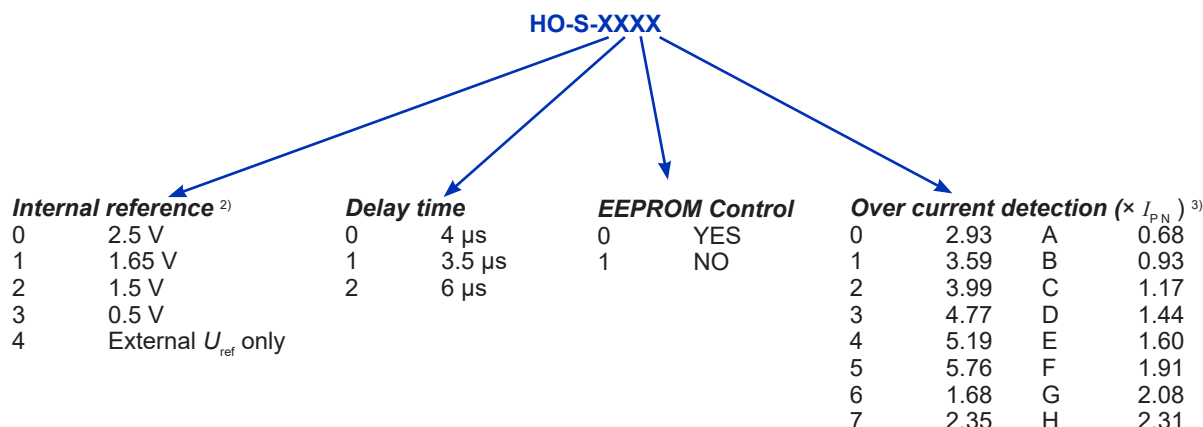 HO-S-XXXX
Internal reference 2) Delay time EEPROM Control Over current detection (× I P N ) 3)
0 2.5 V 0 4 µs 0 YES 0 2.93 A 0.68
1 1.65 V 1 3.5 µs 1 NO 1 3.59 B 0.93
2 1.5 V 2 6 µs 2 3.99 C 1.17
3 0.5 V 3 4.77 D 1.44
4 External U ref only 4 5.19 E 1.60
5 5.76 F 1.91
6 1.68 G 2.08
7 2.35 H 2.31